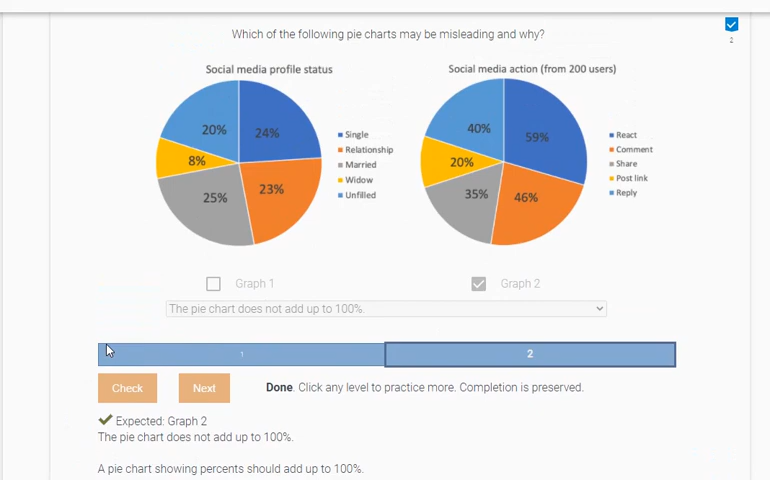 Which of the following pie charts may be misleading and why?
2
Social media profile status
20%
24%
8%
25%
23%
Single
Relationship
Married
Widow
Unfilled
Social media action (from 200 users)
40%
59%
20%
35%
46%
React
Comment
Share
Post link
Reply
Graph 1
Graph 2
The pie chart does not add up to 100%.
1
2
Check
Next
Done. Click any level to practice more. Completion is preserved.
Expected: Graph 2
The pie chart does not add up to 100%.
A pie chart showing percents should add up to 100%.